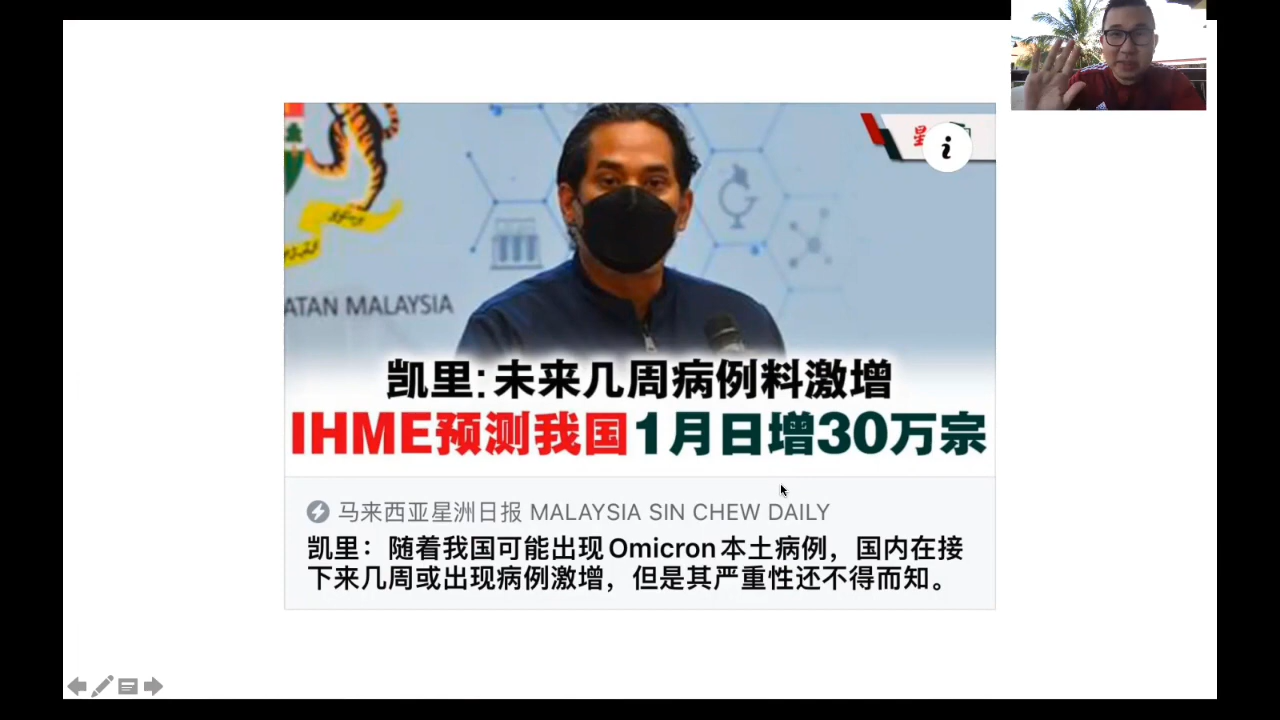 星
ATAN MALAYSIA
凯里:未来几周病例料激增
IHME预测我国1月日增30万宗
马来西亚星洲日报 MALAYSIA SIN CHEW DAILY
凯里：随着我国可能出现Omicron本土病例，国内在接
下来几周或出现病例激增，但是其严重性还不得而知。